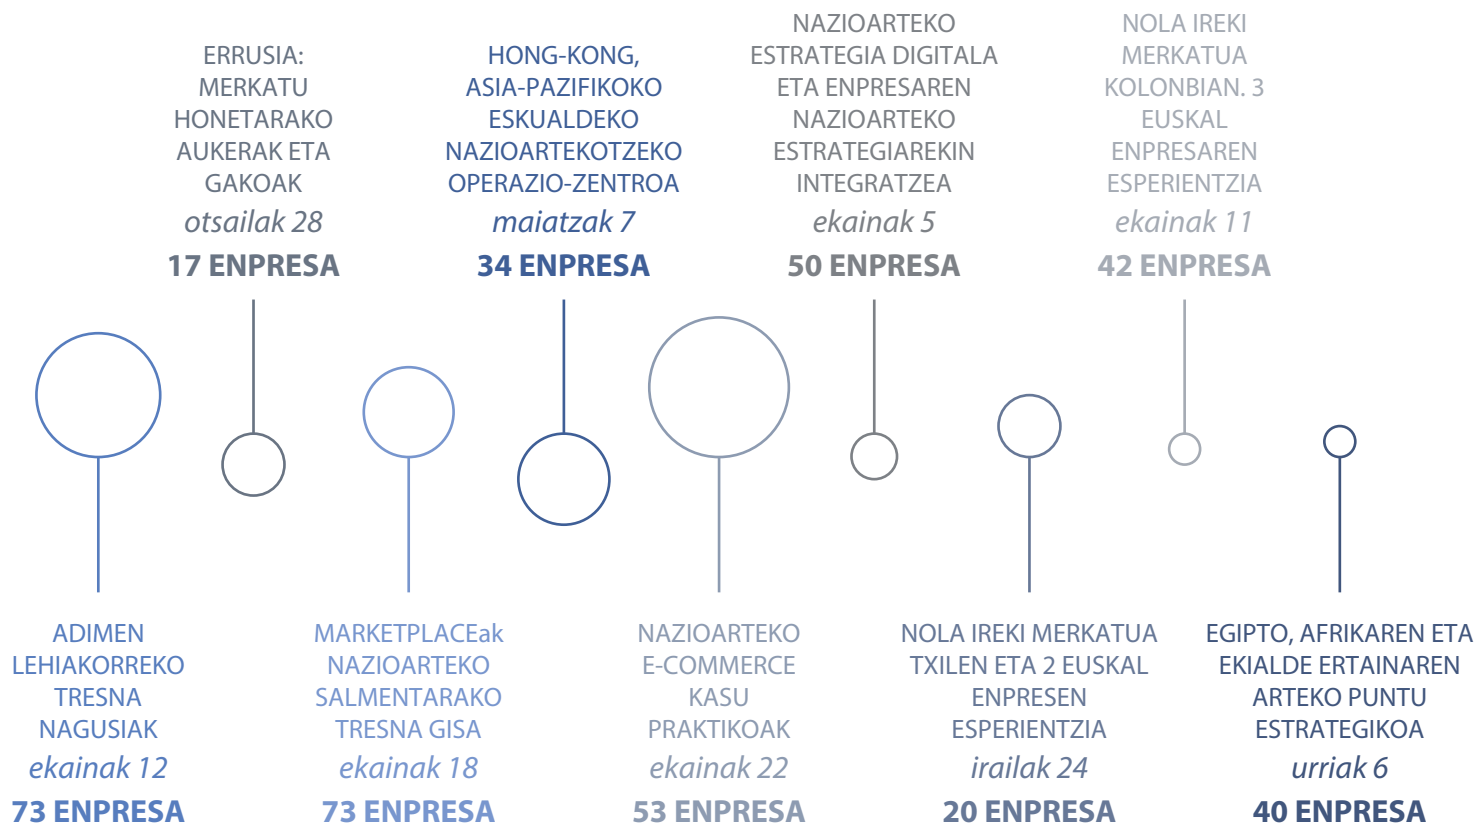 ERRUSIA:
MERKATU
HONETARAKO
AUKERAK ETA
GAKOAK
otsailak 28
17 ENPRESA
HONG-KONG,
ASIA-PAZIFIKOKO
ESKUALDEKO
NAZIOARTEKOTZEKO
OPERAZIO-ZENTROA
maiatzak 7
34 ENPRESA
NAZIOARTEKO
ESTRATEGIA DIGITALA
ETA ENPRESAREN
NAZIOARTEKO
ESTRATEGIAREKIN
INTEGRATZEA
ekainak 5
50 ENPRESA
NOLA IREKI
MERKATUA
KOLONBIAN. 3
EUSKAL
ENPRESAREN
ESPERIENTZIA
ekainak 11
42 ENPRESA
ADIMEN
LEHIAKORREKO
TRESNA
NAGUSIAK
ekainak 12
73 ENPRESA
MARKETPLACEak
NAZIOARTEKO
SALMENTARAKO
TRESNA GISA
ekainak 18
73 ENPRESA
NAZIOARTEKO
E-COMMERCE
KASU
PRAKTIKOAK
ekainak 22
53 ENPRESA
NOLA IREKI MERKATUA
TXILEN ETA 2 EUSKAL
ENPRESEN
ESPERIENTZIA
irailak 24
20 ENPRESA
EGIPTO, AFRIKAREN ETA
EKIALDE ERTAINAREN
ARTEKO PUNTU
ESTRATEGIKOA
urriak 6
40 ENPRESA